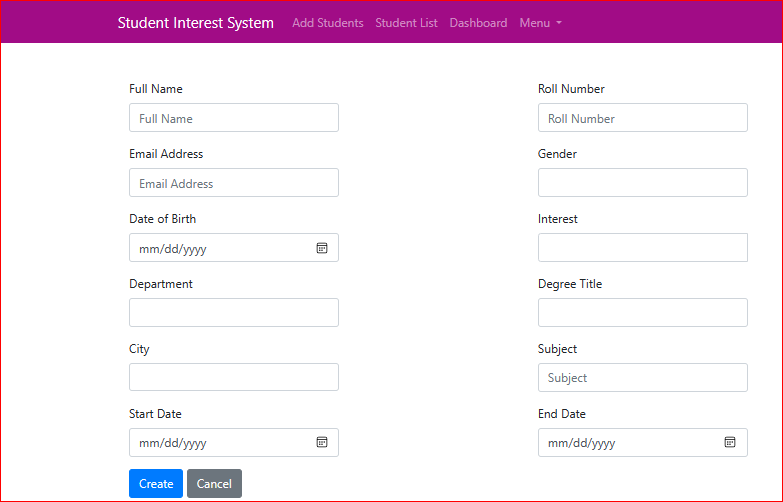 Student Interest System Add Students Student List Dashboard Menu
Full Name Roll Number
Full Name Roll Number
Email Address Gender
Email Address
Date of Birth Interest
mm/dd/yyyy
Department Degree Title
City Subject
Subject
Start Date End Date
mm/dd/yyyy mm/dd/yyyy
Create Cancel